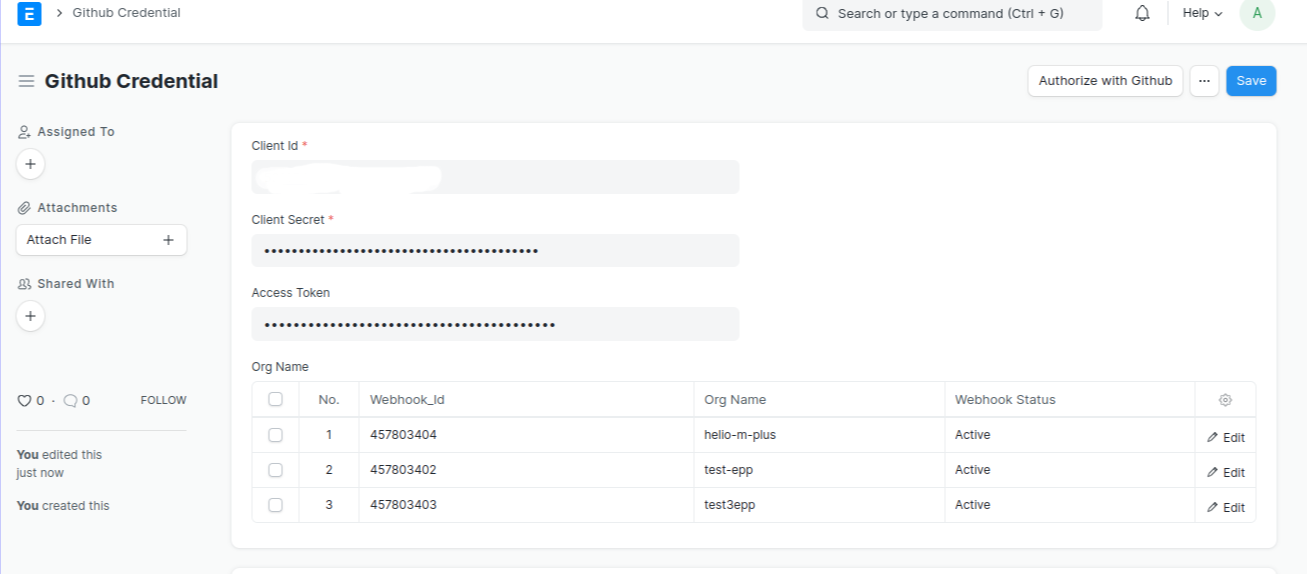 E > Github Credential
Search or type a command (Ctrl + G)
Help
A
Github Credential
Authorize with Github
...
Save
Assigned To
+
Attachments
Attach File +
Shared With
+
0 · 0 FOLLOW
You edited this
just now
You created this
Client Id *
Client Secret *
••••••••••••••••••••••••••••••••••••••••
Access Token
••••••••••••••••••••••••••••••••••••••••
Org Name
No. Webhook_Id Org Name Webhook Status
1 457803404 helio-m-plus Active Edit
2 457803402 test-epp Active Edit
3 457803403 test3epp Active Edit